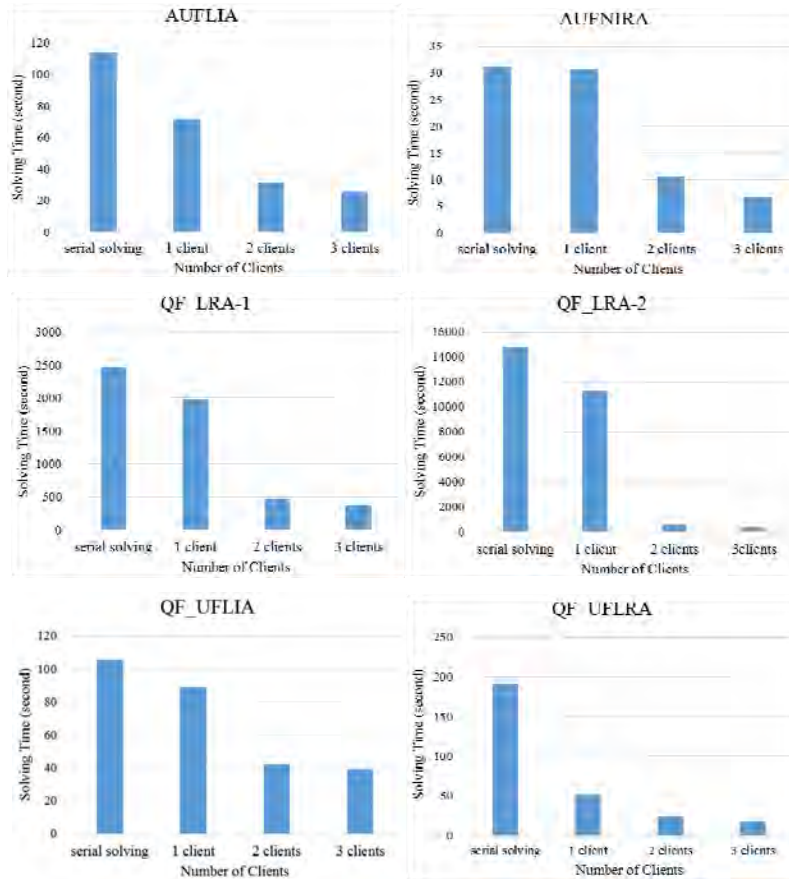 AUFLIA
120
100
80
60
40
20
0
Solving Time (second)
serial solving 1 client 2 clients 3 clients
Number of Clients
AUFNIRA
35
30
25
20
15
10
5
0
Solving Time (second)
serial solving 1 client 2 clients 3 clients
Number of Clients
QF_LRA-1
3000
2500
2000
1500
1000
500
0
Solving Time (second)
serial solving 1 client 2 clients 3 clients
Number of Clients
QF_LRA-2
16000
14000
12000
10000
8000
6000
4000
2000
0
Solving Time (second)
serial solving 1 client 2 clients 3clients
Number of Clients
QF_UFLIA
120
100
80
60
40
20
0
Solving Time (second)
serial solving 1 client 2 clients 3 clients
Number of Clients
QF_UFLRA
250
200
150
100
50
0
Solving Time (second)
serial solving 1 client 2 clients 3 clients
Number of Clients